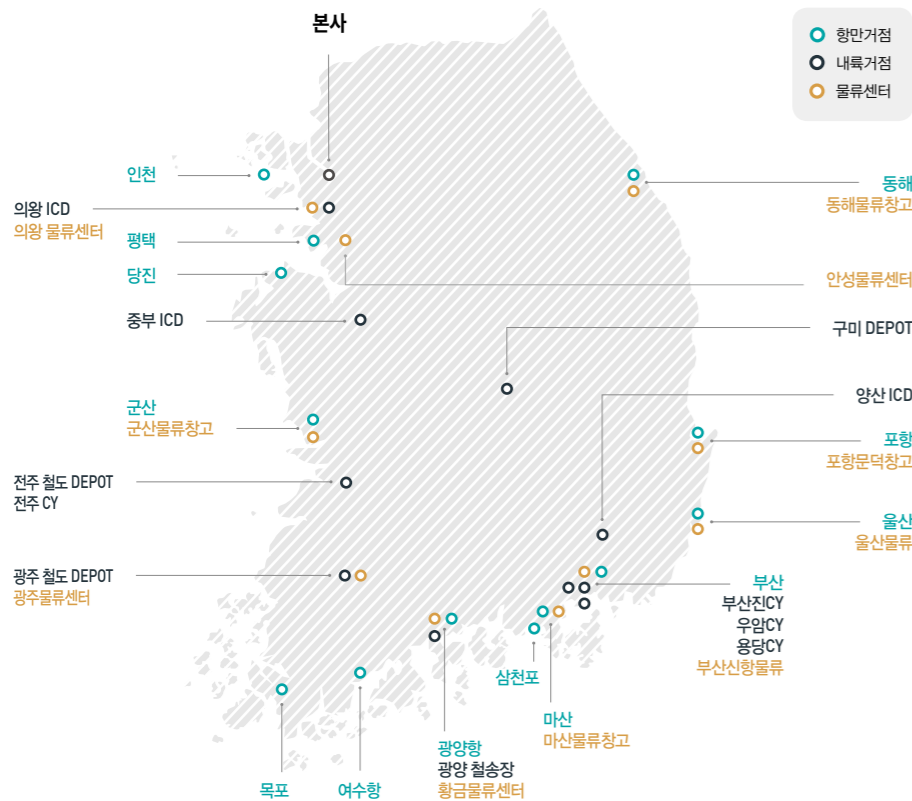 본사
항만거점
내륙거점
물류센터
인천
의왕 ICD
의왕 물류센터
평택
당진
중부 ICD
군산
군산물류창고
전주 철도 DEPOT
전주 CY
광주 철도 DEPOT
광주물류센터
목포
여수항
광양항
광양 철송장
황금물류센터
삼천포
마산
마산물류창고
동해
동해물류창고
안성물류센터
구미 DEPOT
양산 ICD
포항
포항문덕창고
울산
울산물류
부산
부산진CY
우암CY
용당CY
부산신항물류